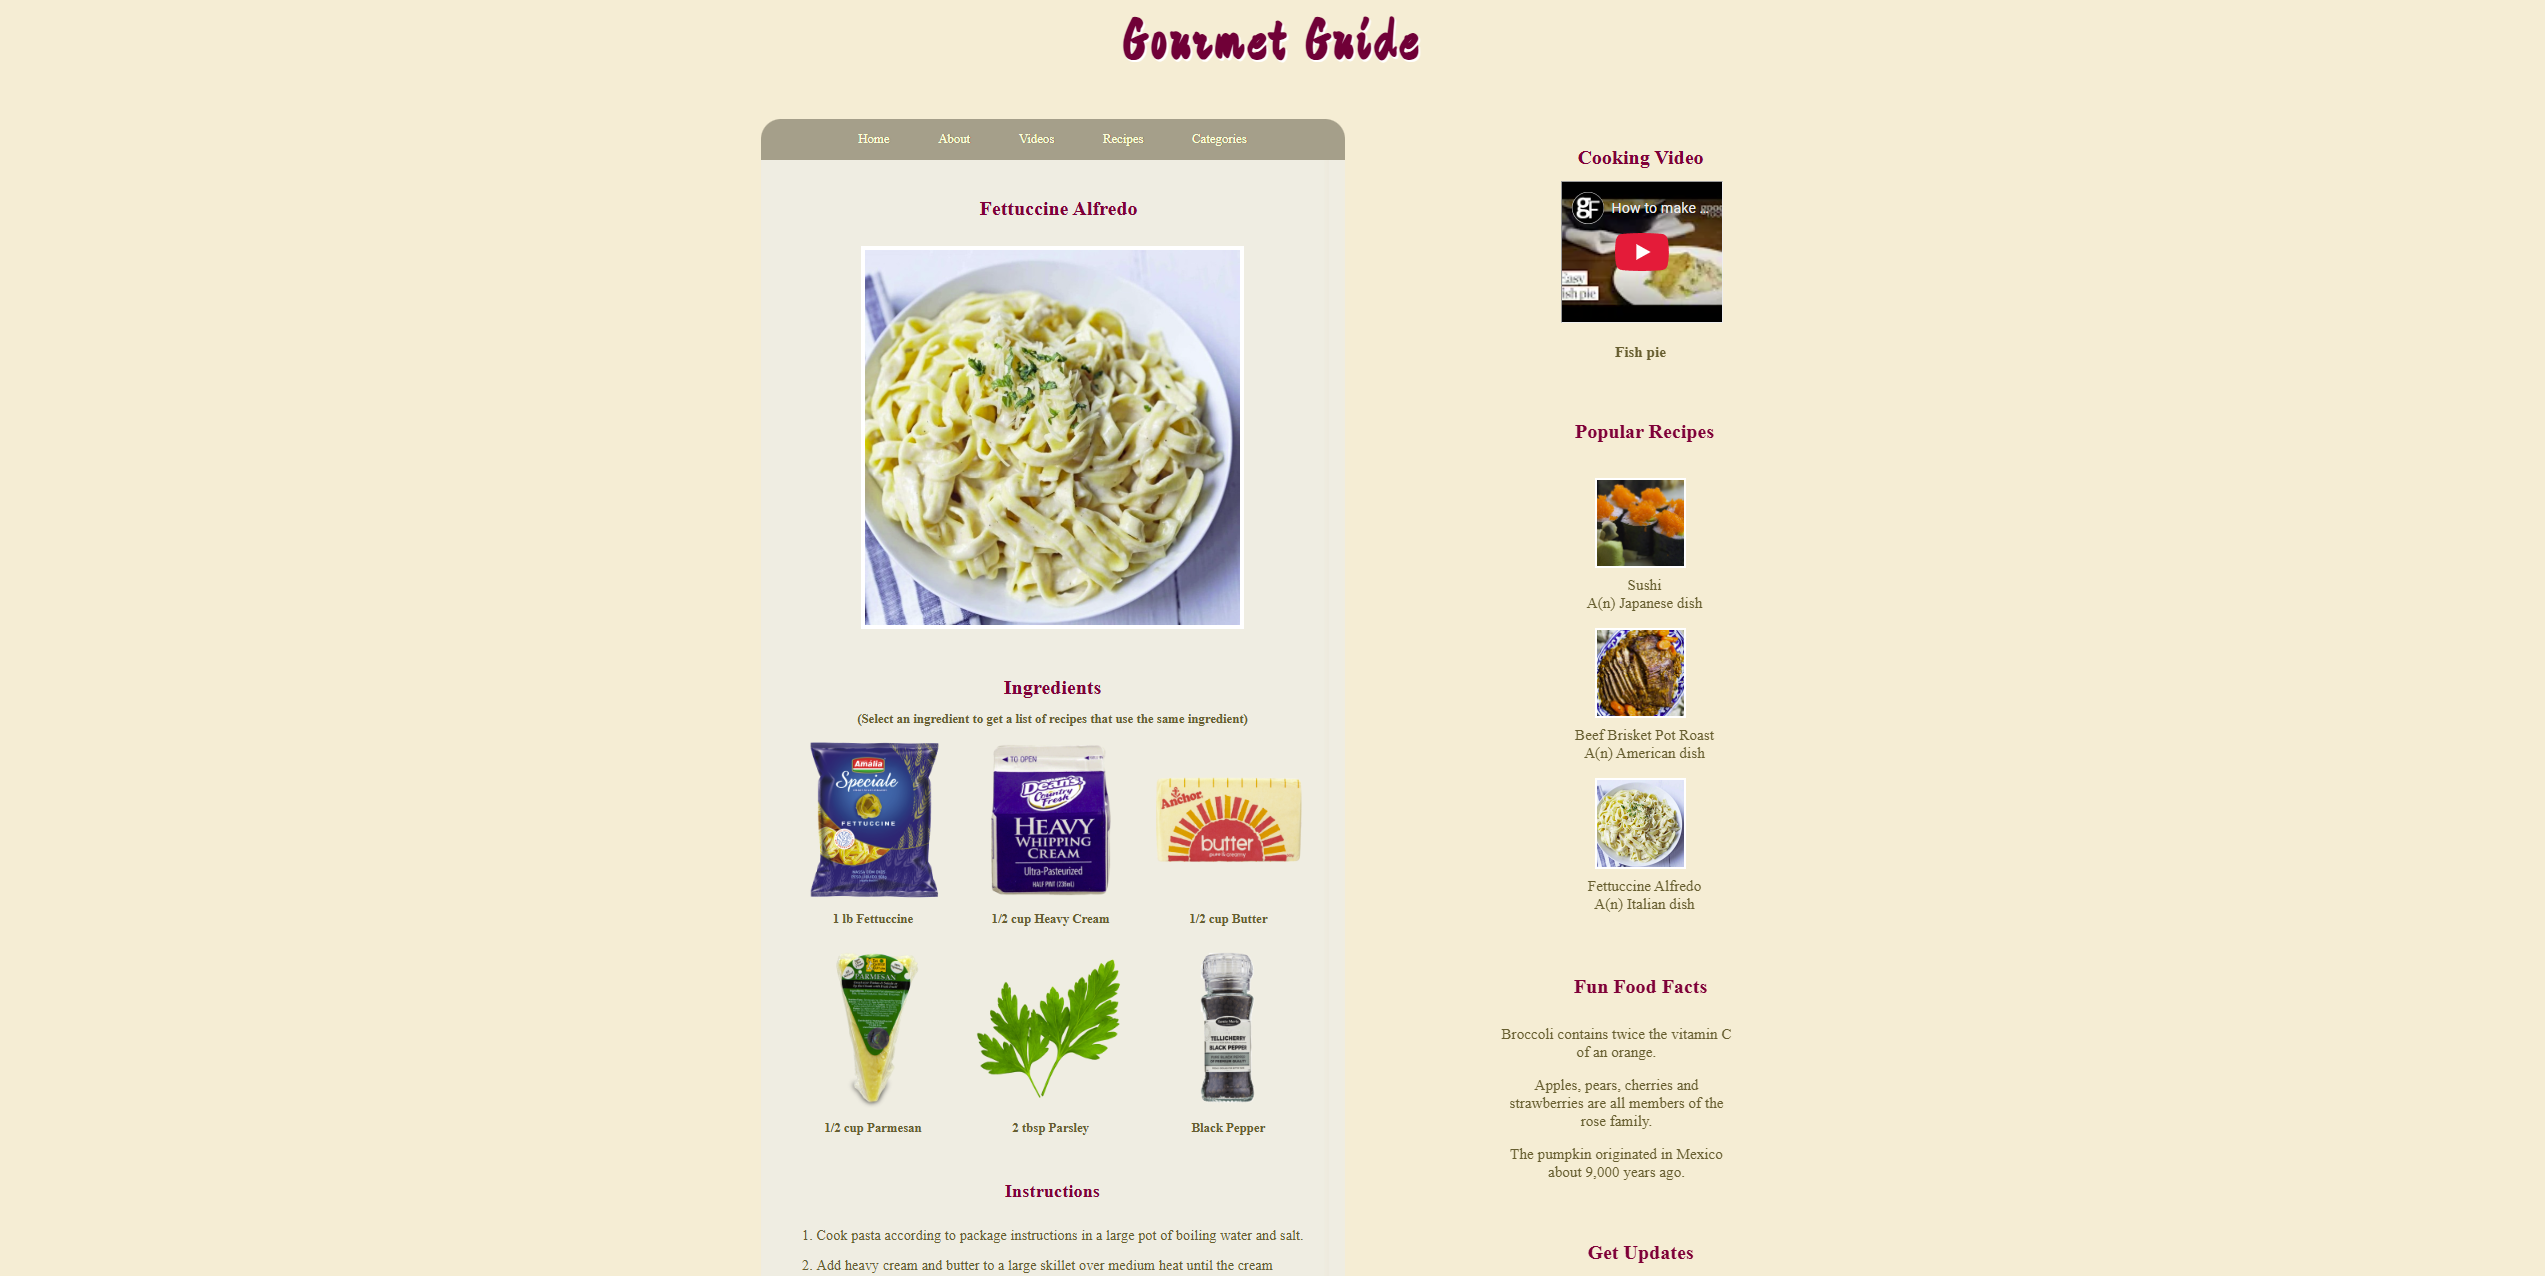 Gourmet Guide
Home About Videos Recipes Categories
Fettuccine Alfredo
Ingredients
(Select an ingredient to get a list of recipes that use the same ingredient)
Amália
Speciale
FETTUCCINE
TO OPEN
Dean's
Country Fresh
HEAVY
WHIPPING
CREAM
Ultra-Pasteurized
HALF PINT (236mL)
Anchor
butter
pure & creamy
1 lb Fettuccine
1/2 cup Heavy Cream
1/2 cup Butter
PARMESAN
TELLICHERRY
BLACK PEPPER
1/2 cup Parmesan
2 tbsp Parsley
Black Pepper
Instructions
1. Cook pasta according to package instructions in a large pot of boiling water and salt.
2. Add heavy cream and butter to a large skillet over medium heat until the cream
Cooking Video
gf
How to make ...
Easy
fish pie
Fish pie
Popular Recipes
Sushi
A(n) Japanese dish
Beef Brisket Pot Roast
A(n) American dish
Fettuccine Alfredo
A(n) Italian dish
Fun Food Facts
Broccoli contains twice the vitamin C
of an orange.
Apples, pears, cherries and
strawberries are all members of the
rose family.
The pumpkin originated in Mexico
about 9,000 years ago.
Get Updates